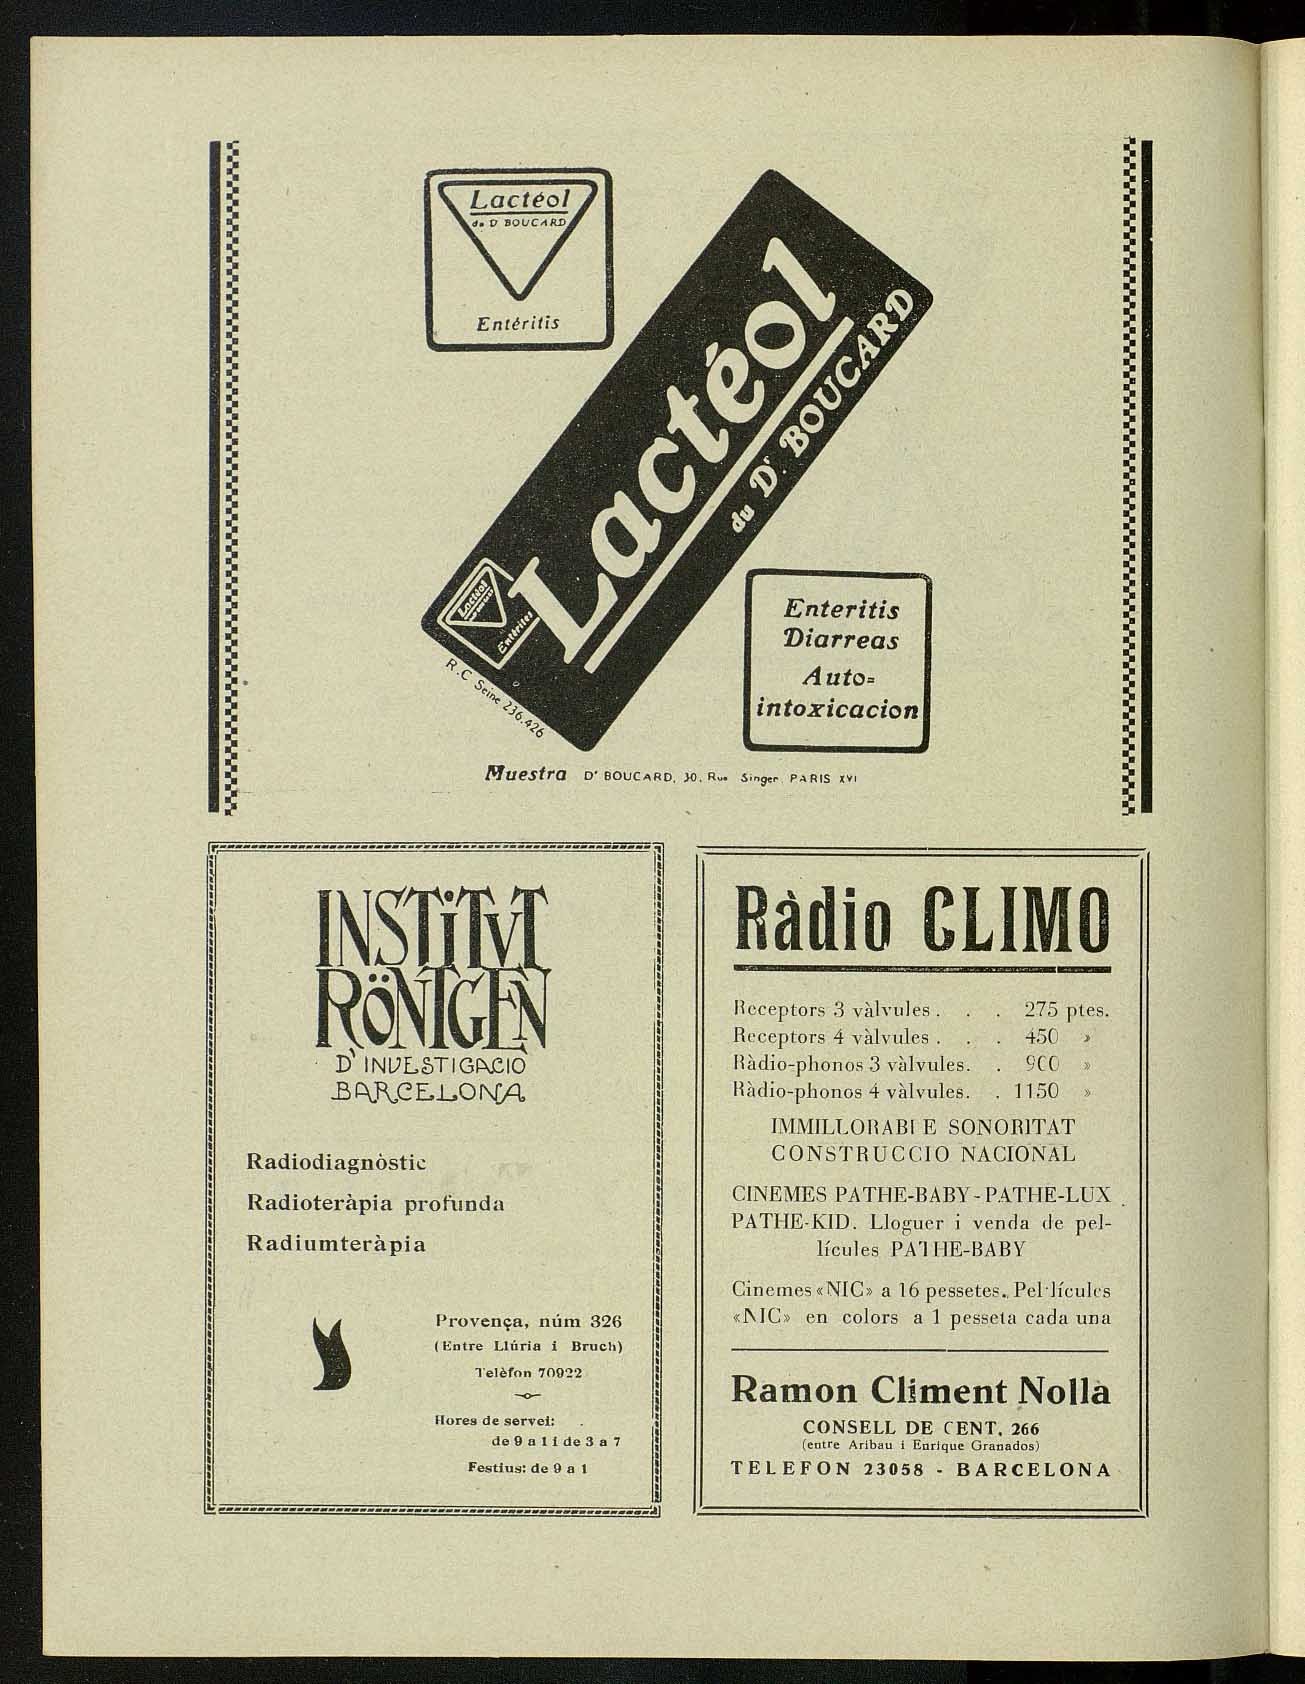 Lactéol
du Dr BOUCARD
Entéritis
Lactéol
du Dr. BOUCARD
Lactéol
Entérites
R.C Seine 236.426
Enteritis
Diarreas
Auto=
intoxicacion
Muestra Dr BOUCARD, 30, Rue Singer, PARIS XVI
INSTITVT
RÖNTGEN
D'INVESTIGACIÓ
BARCELONA
Radiodiagnòstic
Radioteràpia profunda
Radiumteràpia
Provença, núm 326
(Entre Llúria i Bruch)
Telèfon 70922
Hores de servei:
de 9 a 1 i de 3 a 7
Festius: de 9 a 1
Ràdio CLIMO
Receptors 3 vàlvules . . . 275 ptes.
Receptors 4 vàlvules . . . 450 »
Ràdio-phonos 3 vàlvules. . 900 »
Ràdio-phonos 4 vàlvules. . 1150 »
IMMILLORABLE SONORITAT
CONSTRUCCIO NACIONAL
CINEMES PATHE-BABY - PATHE-LUX
PATHE-KID. Lloguer i venda de pel-
lícules PATHE-BABY
Cinemes «NIC» a 16 pessetes. Pel·lícules
«NIC» en colors a 1 pesseta cada una
Ramon Climent Nolla
CONSELL DE CENT, 266
(entre Aribau i Enrique Granados)
TELEFON 23058 - BARCELONA